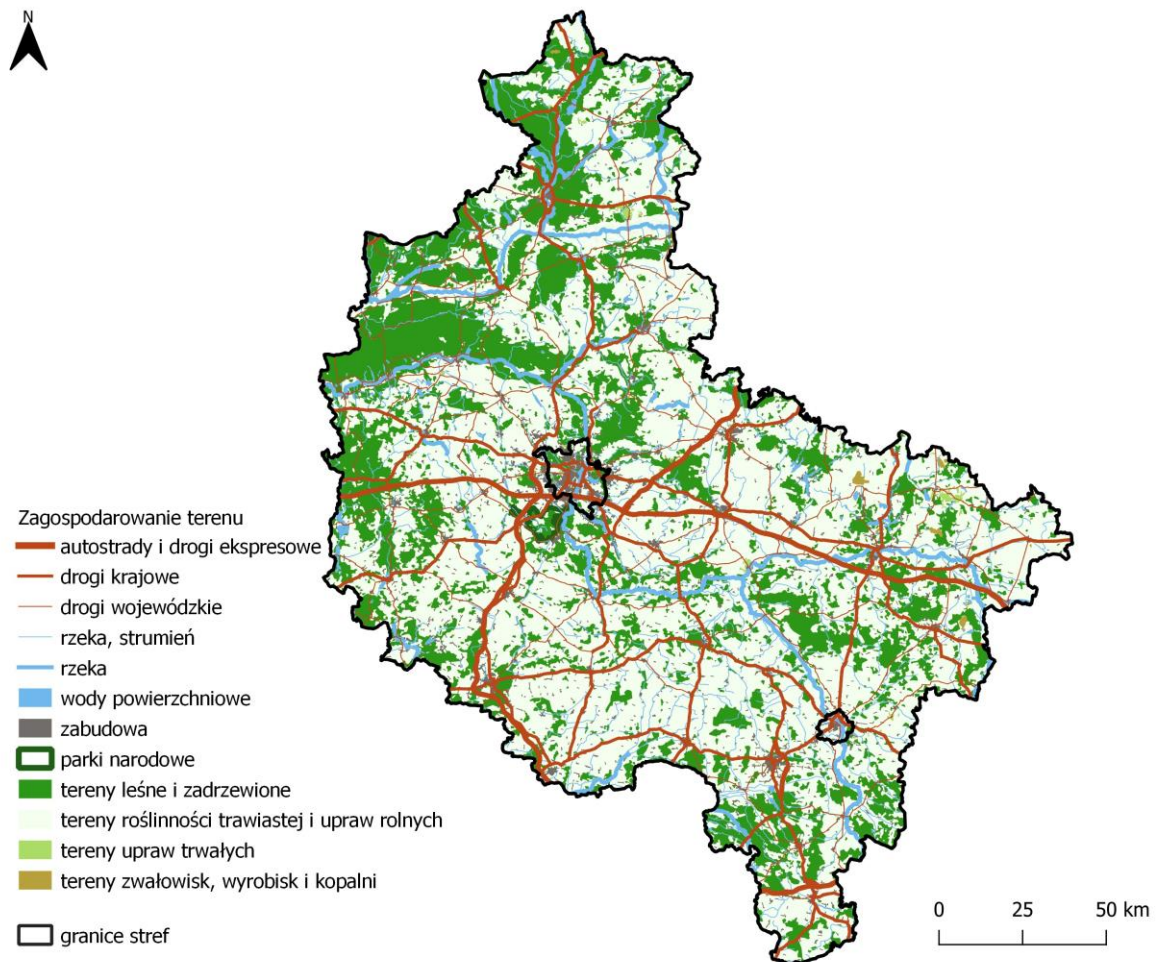 N
Zagospodarowanie terenu
autostrady i drogi ekspresowe
drogi krajowe
drogi wojewódzkie
rzeka, strumień
rzeka
wody powierzchniowe
zabudowa
parki narodowe
tereny leśne i zadrzewione
tereny roślinności trawiastej i upraw rolnych
tereny upraw trwałych
tereny zwałowisk, wyrobisk i kopalni
granice stref
0 25 50 km